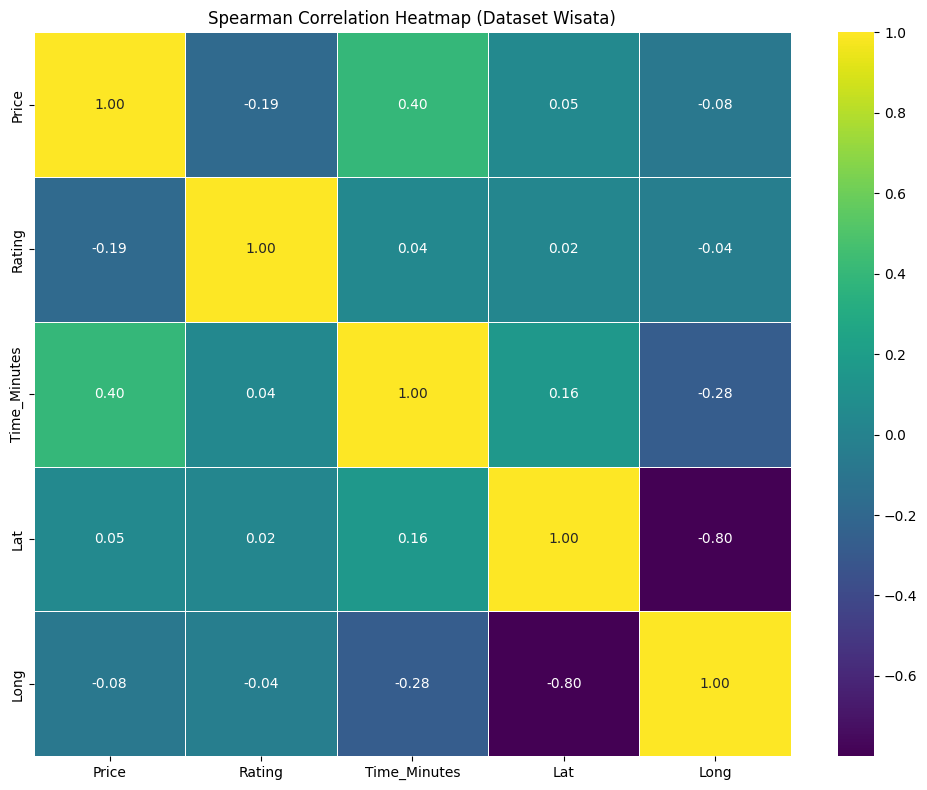 Spearman Correlation Heatmap (Dataset Wisata)
Price 1.00 -0.19 0.40 0.05 -0.08
Rating -0.19 1.00 0.04 0.02 -0.04
Time_Minutes 0.40 0.04 1.00 0.16 -0.28
Lat 0.05 0.02 0.16 1.00 -0.80
Long -0.08 -0.04 -0.28 -0.80 1.00
Price Rating Time_Minutes Lat Long
1.0
0.8
0.6
0.4
0.2
0.0
−0.2
−0.4
−0.6